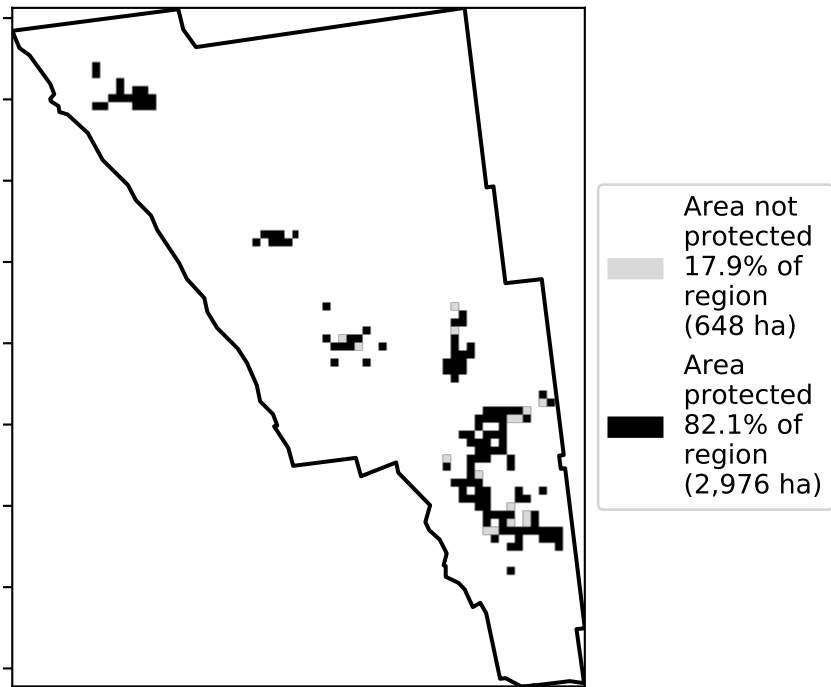 Area not
protected
17.9% of
region
(648 ha)
Area
protected
82.1% of
region
(2,976 ha)